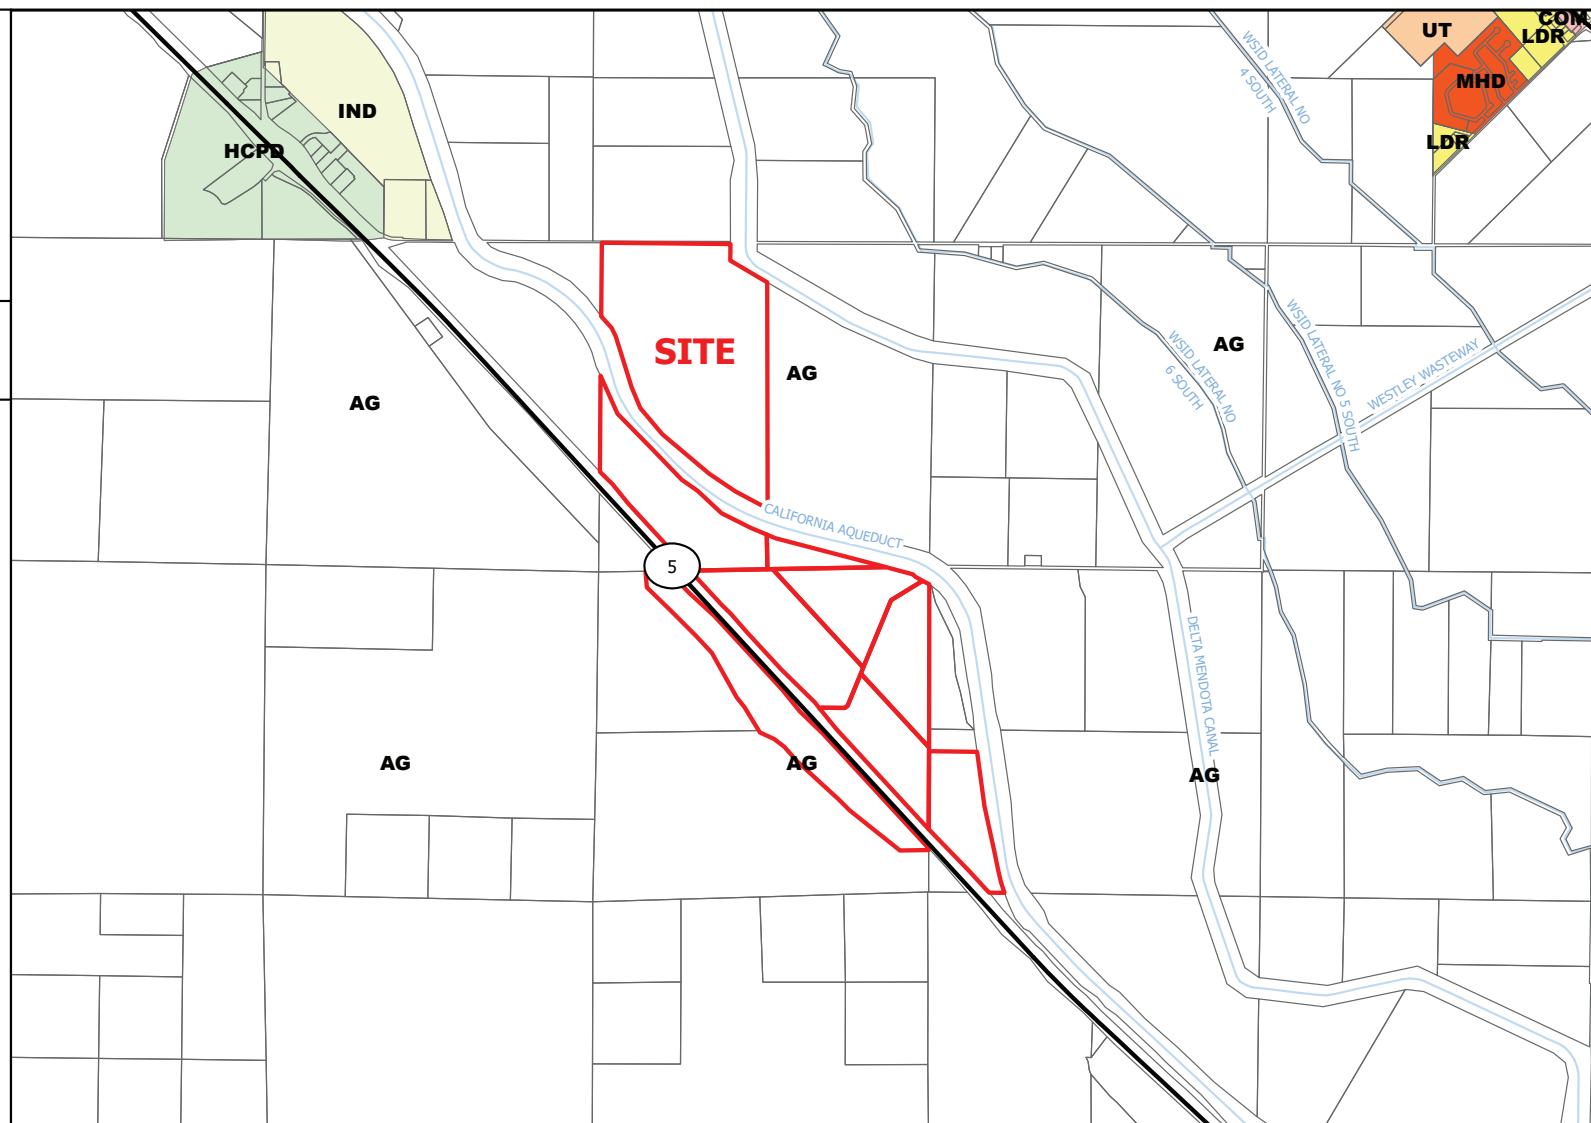 UT
COM
LDR
WSID LATERAL NO
4 SOUTH
MHD
IND
LDR
HCPD
SITE
AG
AG
AG
WSID LATERAL NO
6 SOUTH
WSID LATERAL NO 5 SOUTH
WESTLEY WASTEWAY
CALIFORNIA AQUEDUCT
5
DELTA MENDOTA CANAL
AG
AG
AG